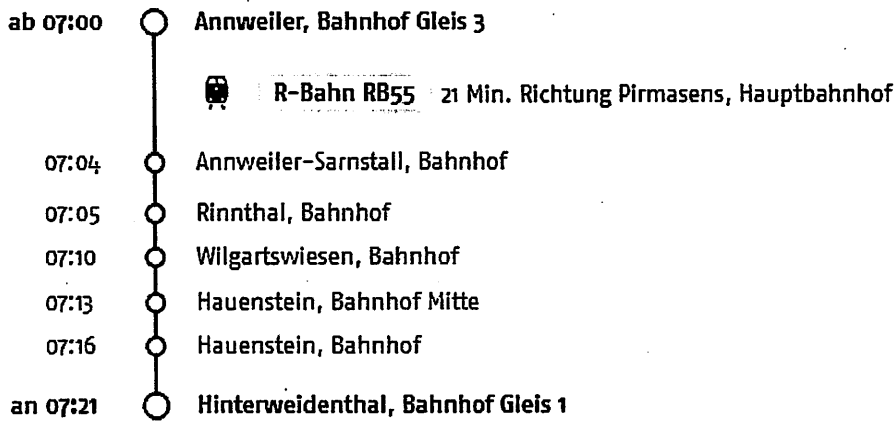 ab 07:00 Annweiler, Bahnhof Gleis 3
R-Bahn RB55 21 Min. Richtung Pirmasens, Hauptbahnhof
07:04 Annweiler-Sarnstall, Bahnhof
07:05 Rinnthal, Bahnhof
07:10 Wilgartswiesen, Bahnhof
07:13 Hauenstein, Bahnhof Mitte
07:16 Hauenstein, Bahnhof
an 07:21 Hinterweidenthal, Bahnhof Gleis 1